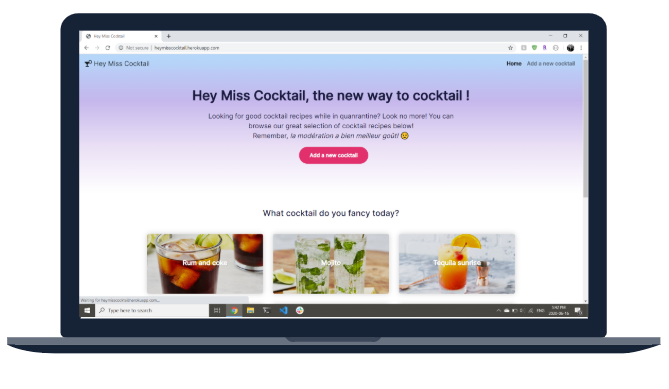 Hey Miss Cocktail
Not secure | heymisscocktail.herokuapp.com
Hey Miss Cocktail
Home Add a new cocktail
Hey Miss Cocktail, the new way to cocktail !
Looking for good cocktail recipes while in quanrantine? Look no more! You can
browse our great selection of cocktail recipes below!
Remember, la modération a bien meilleur goût! 😉
Add a new cocktail
What cocktail do you fancy today?
Rum and coke
Mojito
Tequila sunrise
Waiting for heymisscocktail.herokuapp.com...
Type here to search
ENG
2020-06-16